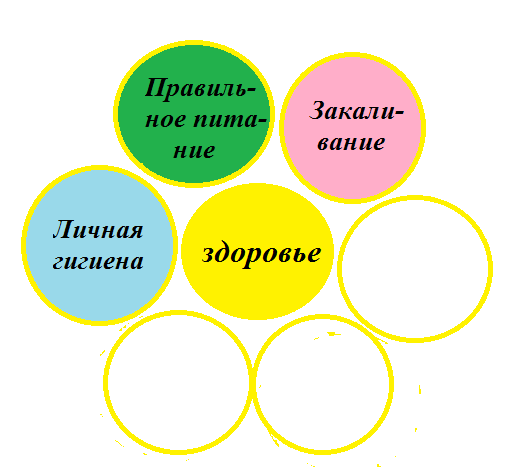 Правиль-
ное пита-
ние
Закали-
вание
Личная
гигиена
здоровье